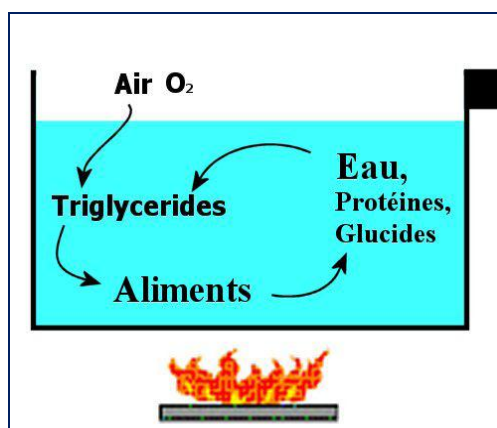 Air O₂
Eau,
Protéines,
Glucides
Triglycerides
Aliments